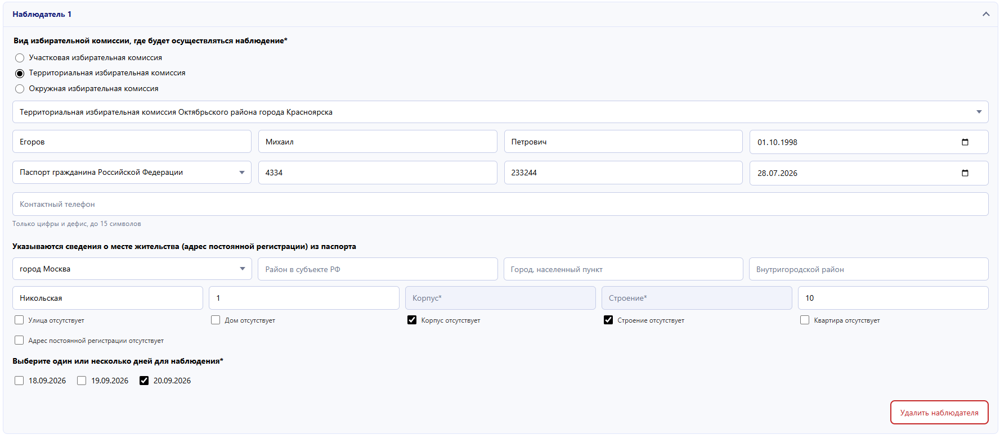 Наблюдатель 1
Вид избирательной комиссии, где будет осуществляться наблюдение*
Участковая избирательная комиссия
Территориальная избирательная комиссия
Окружная избирательная комиссия
Территориальная избирательная комиссия Октябрьского района города Красноярска
Егоров Михаил Петрович 01.10.1998
Паспорт гражданина Российской Федерации 4334 233244 28.07.2026
Контактный телефон
Только цифры и дефис, до 15 символов
Указываются сведения о месте жительства (адрес постоянной регистрации) из паспорта
город Москва Район в субъекте РФ Город, населенный пункт Внутригородской район
Никольская 1 Корпус* Строение* 10
Улица отсутствует Дом отсутствует Корпус отсутствует Строение отсутствует Квартира отсутствует
Адрес постоянной регистрации отсутствует
Выберите один или несколько дней для наблюдения*
18.09.2026 19.09.2026 20.09.2026
Удалить наблюдателя